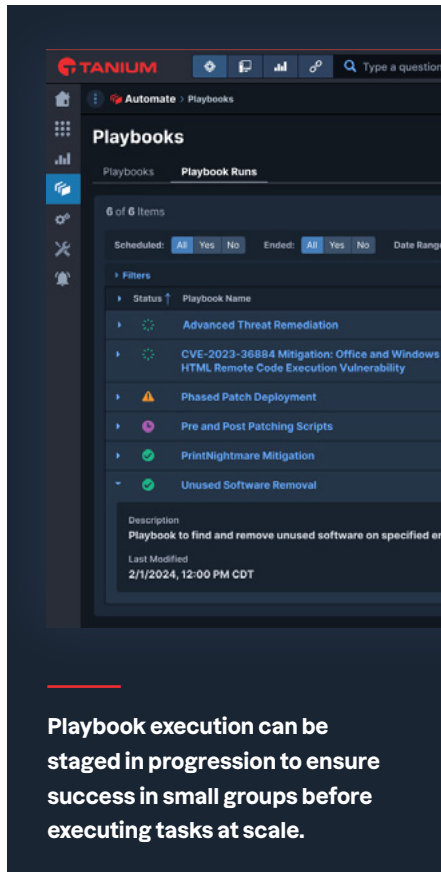 TANIUM
Type a question
Automate > Playbooks
Playbooks
Playbooks Playbook Runs
6 of 6 Items
Scheduled: All Yes No Ended: All Yes No Date Range
Filters
Status ↑ Playbook Name
Advanced Threat Remediation
CVE-2023-36884 Mitigation: Office and Windows
HTML Remote Code Execution Vulnerability
Phased Patch Deployment
Pre and Post Patching Scripts
PrintNightmare Mitigation
Unused Software Removal
Description
Playbook to find and remove unused software on specified
Last Modified
2/1/2024, 12:00 PM CDT
Playbook execution can be
staged in progression to ensure
success in small groups before
executing tasks at scale.